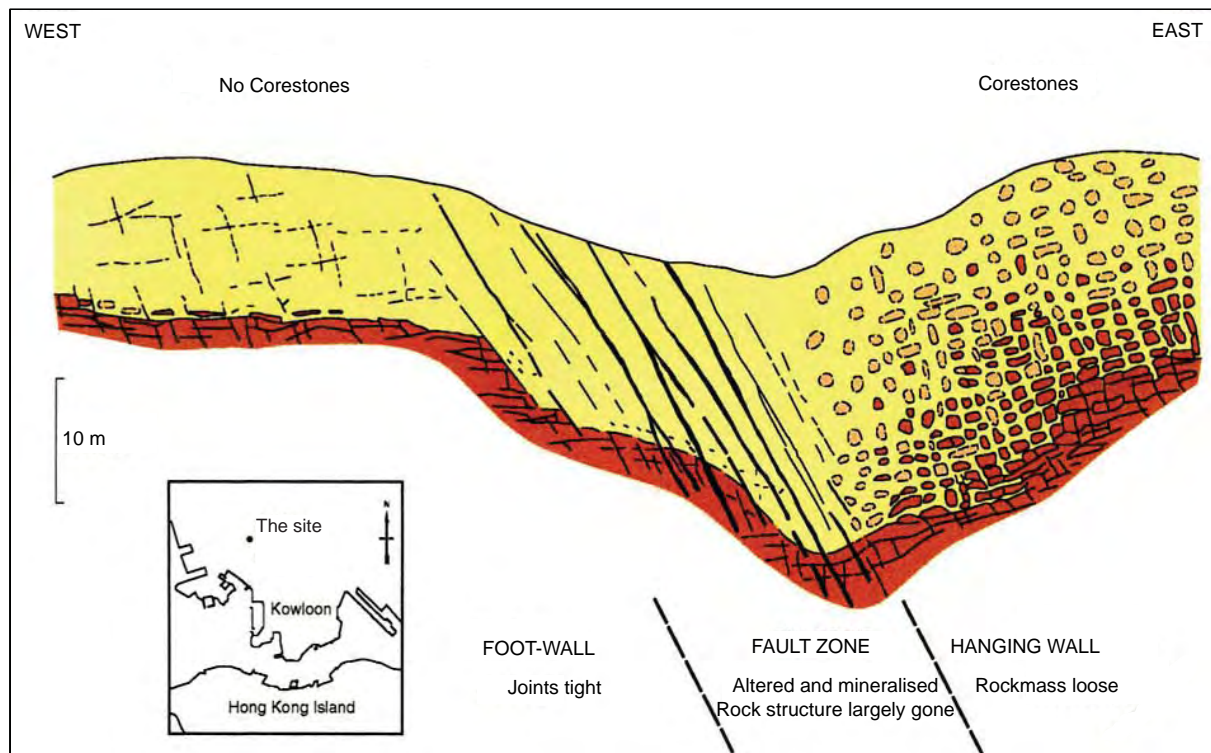 WEST
EAST
No Corestones
Corestones
10 m
N
The site
Kowloon
Hong Kong Island
FOOT-WALL
Joints tight
FAULT ZONE
Altered and mineralised
Rock structure largely gone
HANGING WALL
Rockmass loose